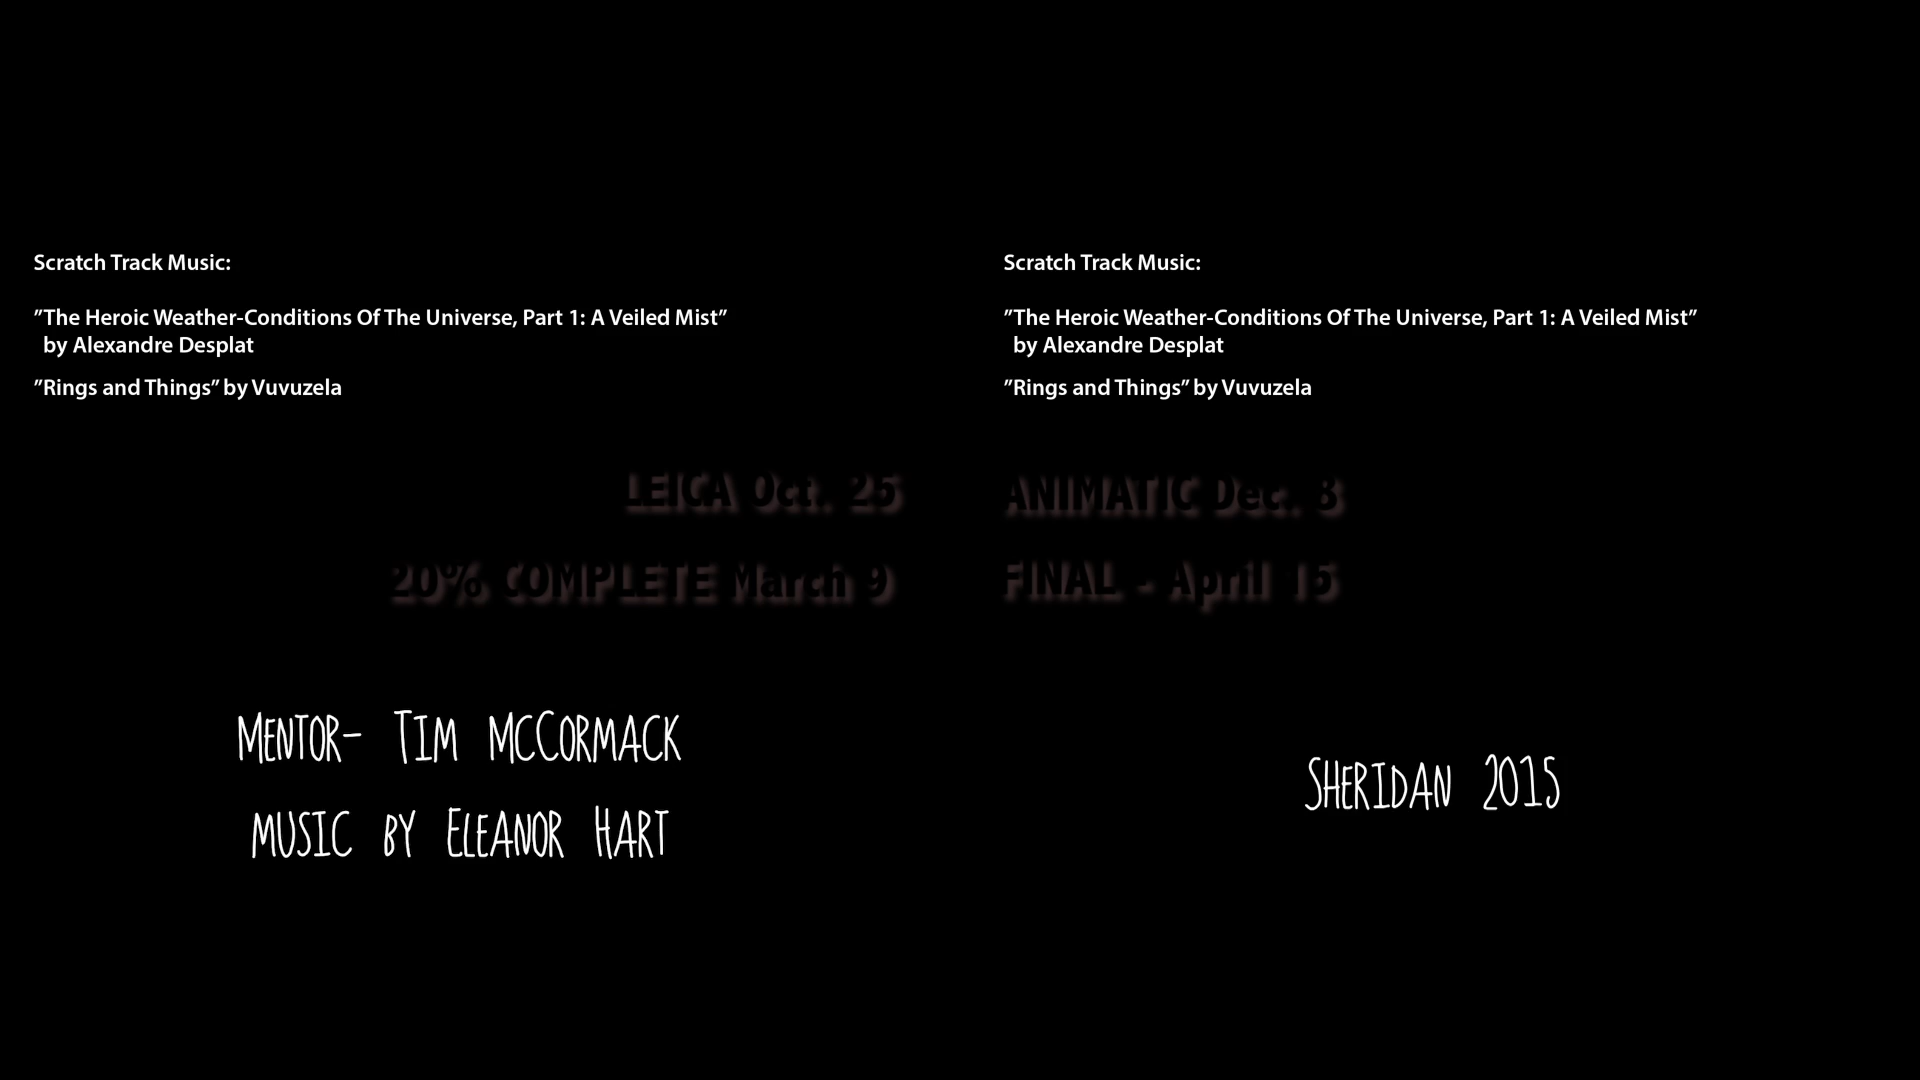 Scratch Track Music:
”The Heroic Weather-Conditions Of The Universe, Part 1: A Veiled Mist”
by Alexandre Desplat
”Rings and Things” by Vuvuzela
Scratch Track Music:
”The Heroic Weather-Conditions Of The Universe, Part 1: A Veiled Mist”
by Alexandre Desplat
”Rings and Things” by Vuvuzela
LEICA Oct. 25
ANIMATIC Dec. 8
20% COMPLETE March 9
FINAL - April 15
MENTOR- TIM MCCORMACK
MUSIC BY ELEANOR HART
SHERIDAN 2015